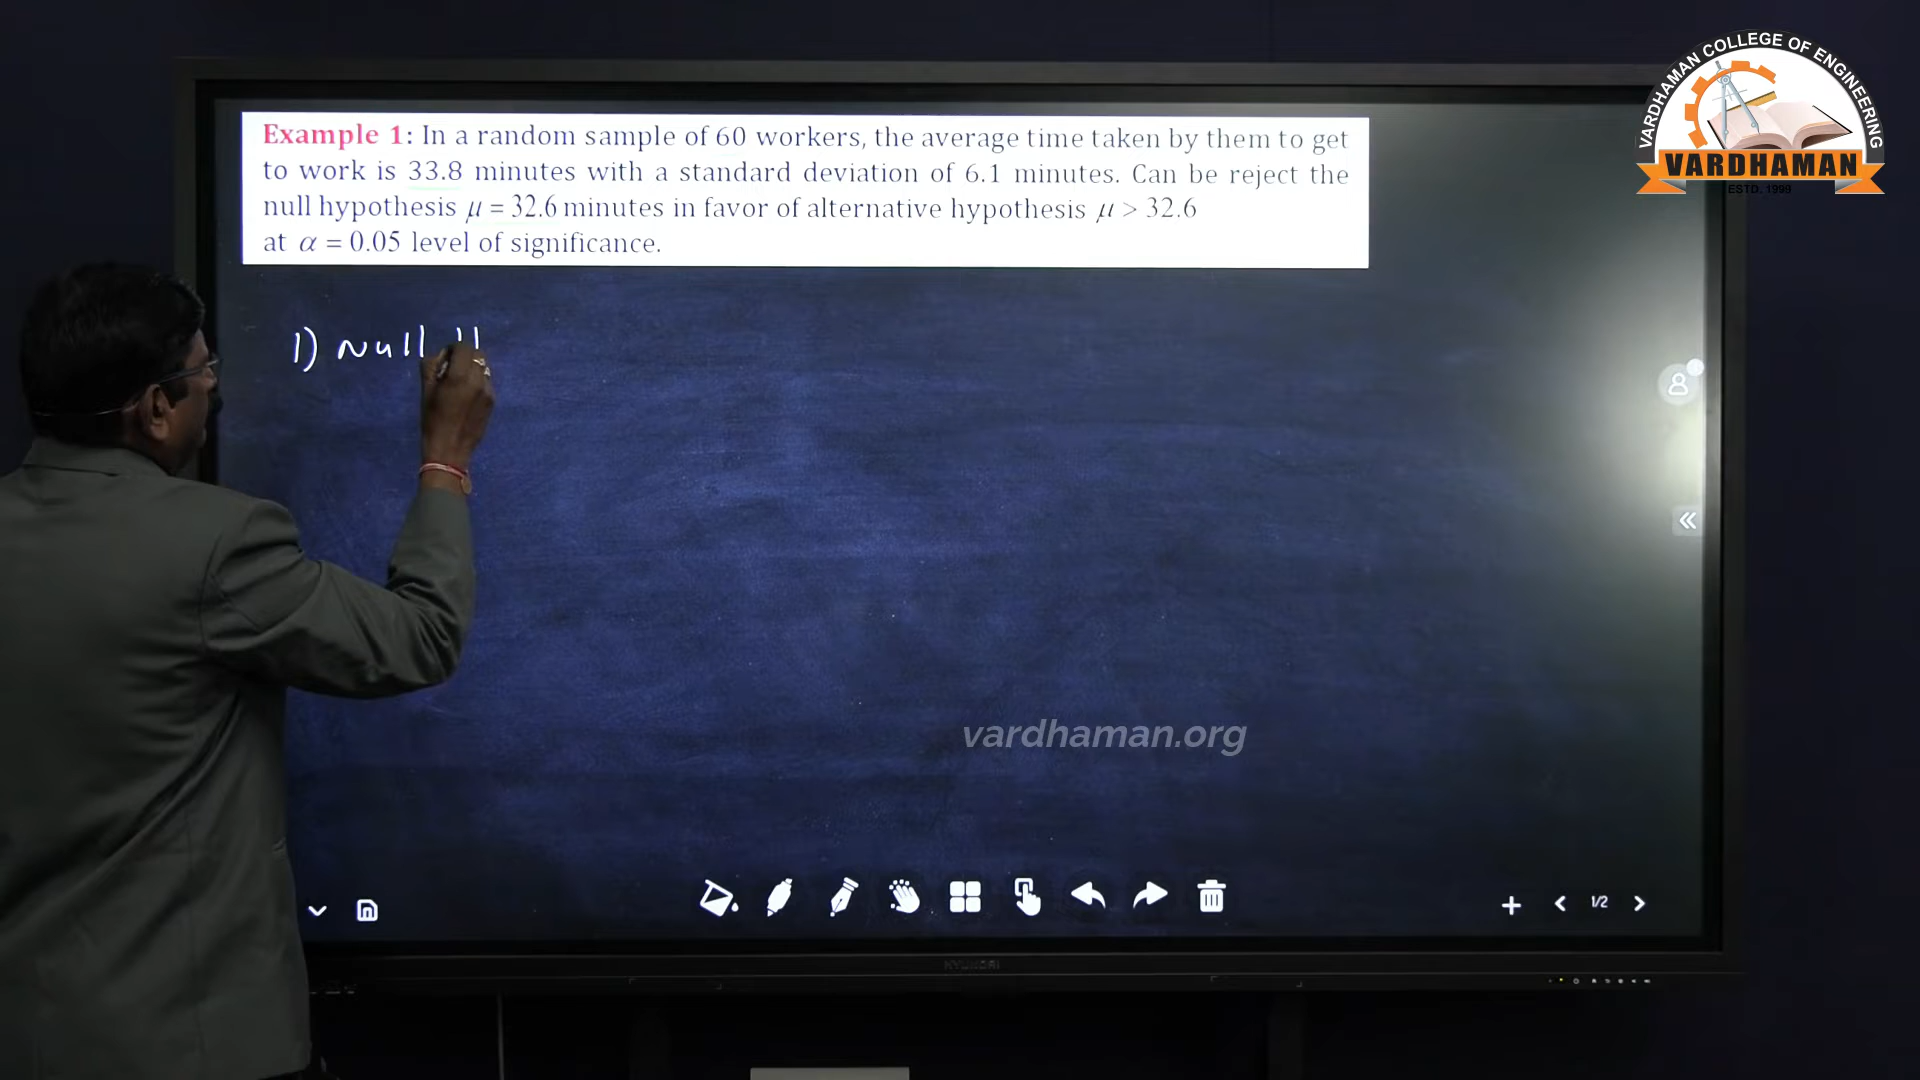 VARDHAMAN COLLEGE OF ENGINEERING
VARDHAMAN
ESTD. 1999
Example 1: In a random sample of 60 workers, the average time taken by them to get
to work is 33.8 minutes with a standard deviation of 6.1 minutes. Can be reject the
null hypothesis μ = 32.6 minutes in favor of alternative hypothesis μ > 32.6
at α = 0.05 level of significance.
1) Null H
vardhaman.org
1/2
HYUNDAI